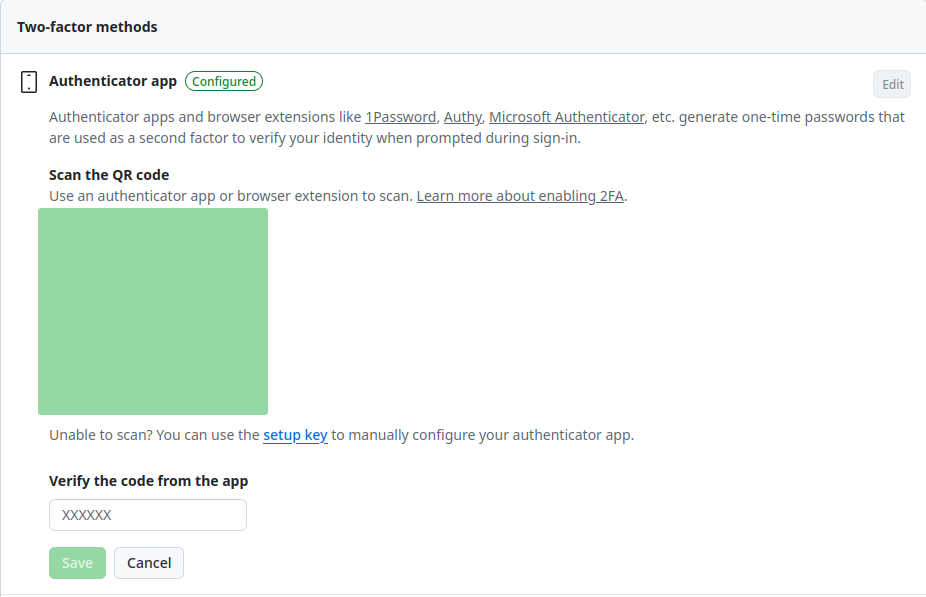 Two-factor methods
Authenticator app Configured
Edit
Authenticator apps and browser extensions like 1Password, Authy, Microsoft Authenticator, etc. generate one-time passwords that
are used as a second factor to verify your identity when prompted during sign-in.
Scan the QR code
Use an authenticator app or browser extension to scan. Learn more about enabling 2FA.
Unable to scan? You can use the setup key to manually configure your authenticator app.
Verify the code from the app
XXXXXX
Save Cancel